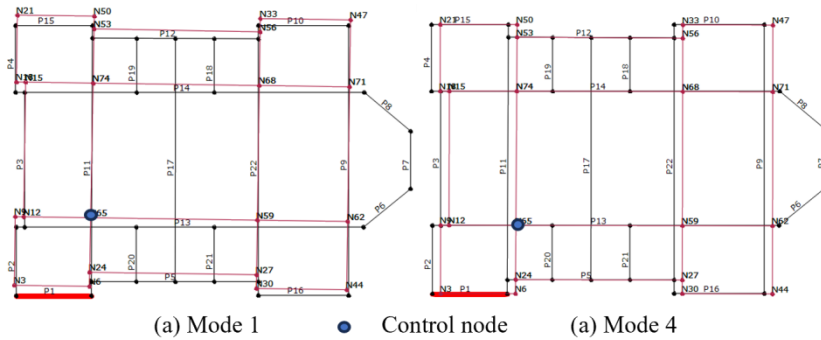 N21 P15 N50 N33 P10 N47
N53 P12 N56
P4 P19 P18
N18 N15 N74 P14 N68 N71
P8
P3 P11 P17 P22 P9 P7
P6
N9 N12 N65 P13 N59 N62
P2 P20 P21
N24 P5 N27
N3 P1 N6 N30 P16 N44
N21 P15 N50 N33 P10 N47
N53 P12 N56
P4 P19 P18
N15 N74 P14 N68 N71
P8
P3 P11 P17 P22 P9
P6
N9 N12 P13 N59 N62
P2 P20 P21
N24 P5 N27
N3 P1 N6 N30 P16 N44
(a) Mode 1 Control node (a) Mode 4